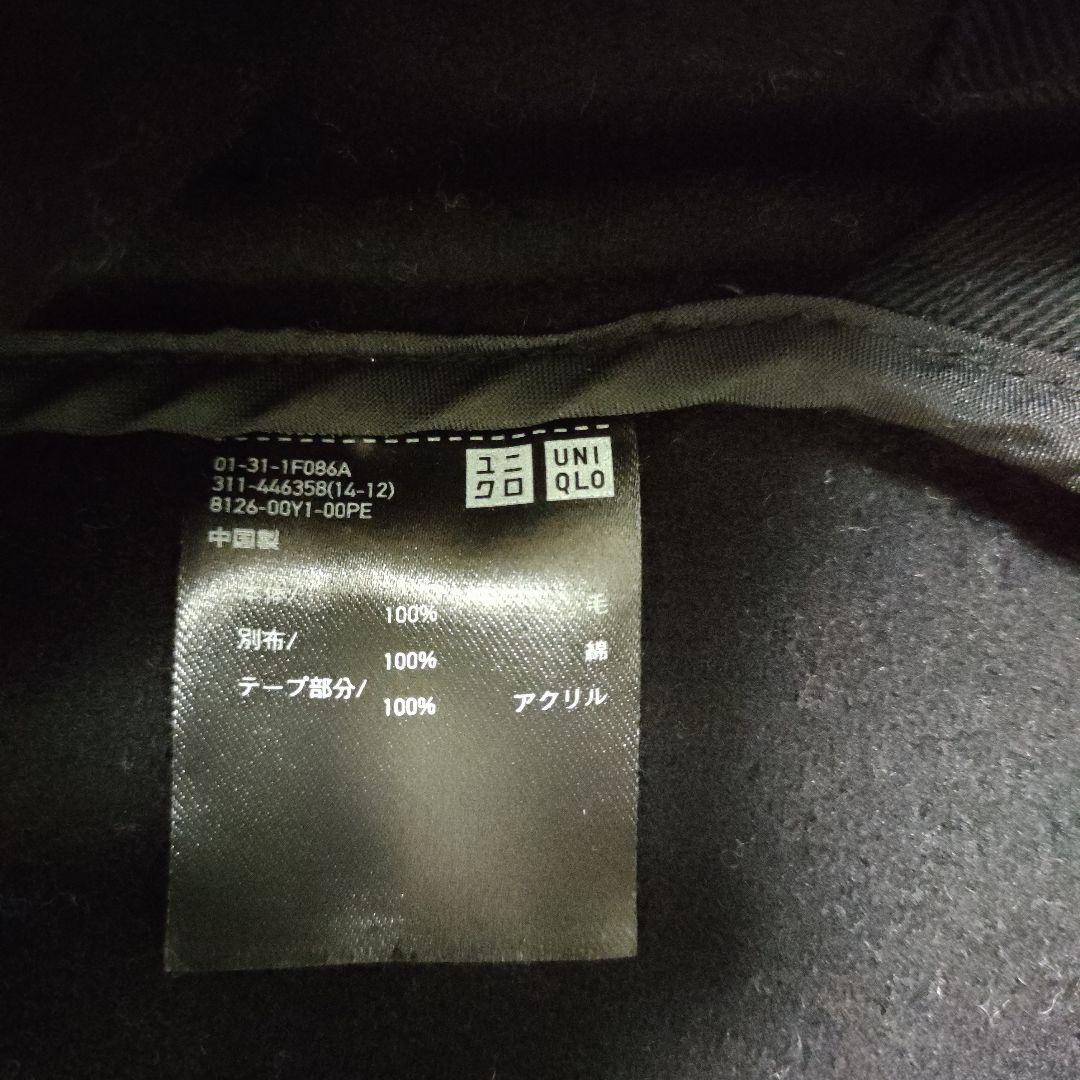 01-31-1F086A
311-446358(14-12)
8126-00Y1-00PE
中国製
ユニ
クロ
UNI
QLO
100% 毛
別布/
100% 綿
テープ部分/
100% アクリル